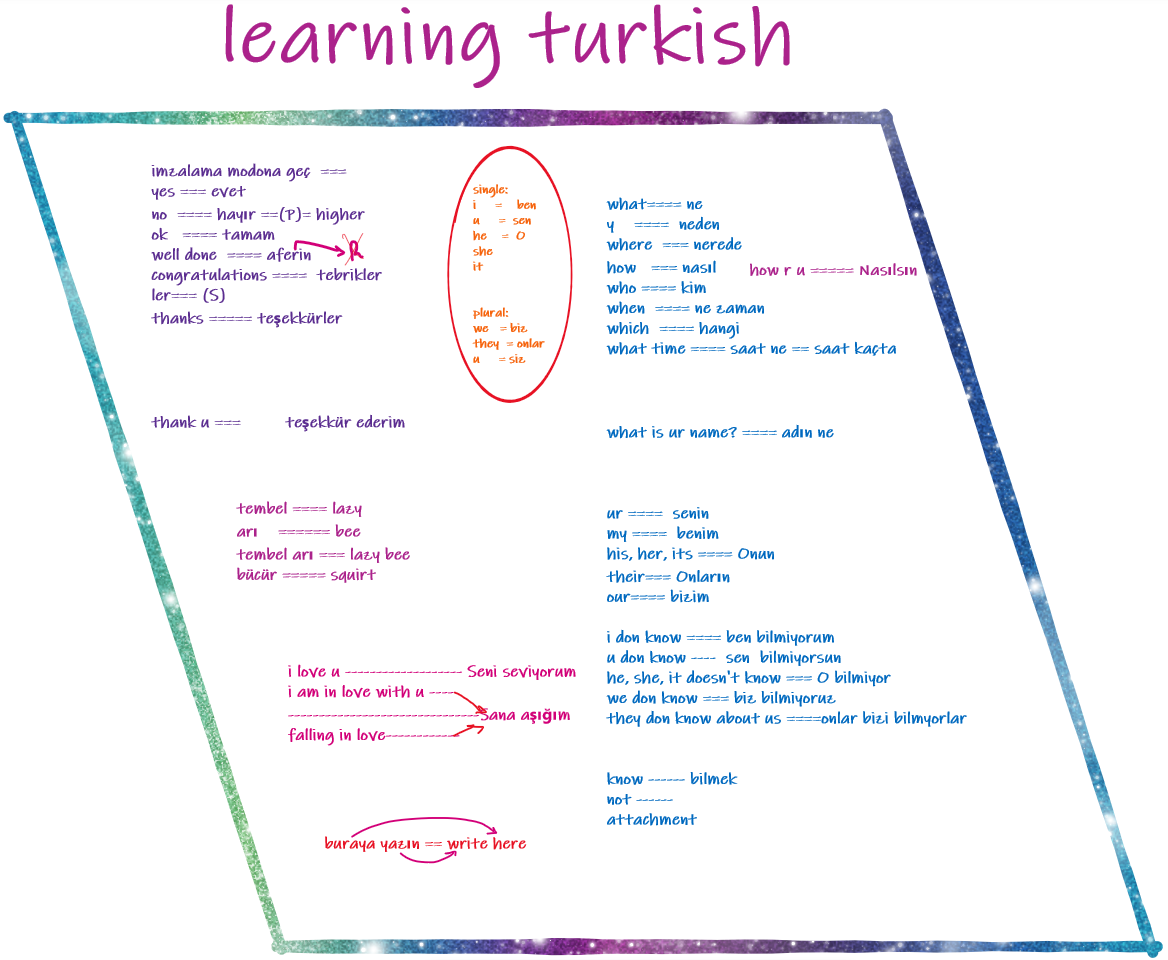 learning turkish
imzalama modona geç ===
yes === evet
no ==== hayır ==(P)= higher
ok ==== tamam
well done ==== aferin R
congratulations ==== tebrikler
ler=== (S)
thanks ===== teşekkürler
thank u === teşekkür ederim
tembel ==== lazy
arı ====== bee
tembel arı === lazy bee
bücür ===== squirt
i love u ----------------- Seni seviyorum
i am in love with u ----
----------------------------Sana aşığım
falling in love-----------
buraya yazın == write here
single:
i = ben
u = sen
he = O
she
it
plural:
we = biz
they = onlar
u = siz
what==== ne
y ==== neden
where === nerede
how === nasıl how r u ===== Nasılsın
who ==== kim
when ==== ne zaman
which ==== hangi
what time ==== saat ne == saat kaçta
what is ur name? ==== adın ne
ur ==== senin
my ==== benim
his, her, its ==== Onun
their=== Onların
our==== bizim
i don know ==== ben bilmiyorum
u don know ---- sen bilmiyorsun
he, she, it doesn't know === O bilmiyor
we don know === biz bilmiyoruz
they don know about us ====onlar bizi bilmyorlar
know ------ bilmek
not ------
attachment